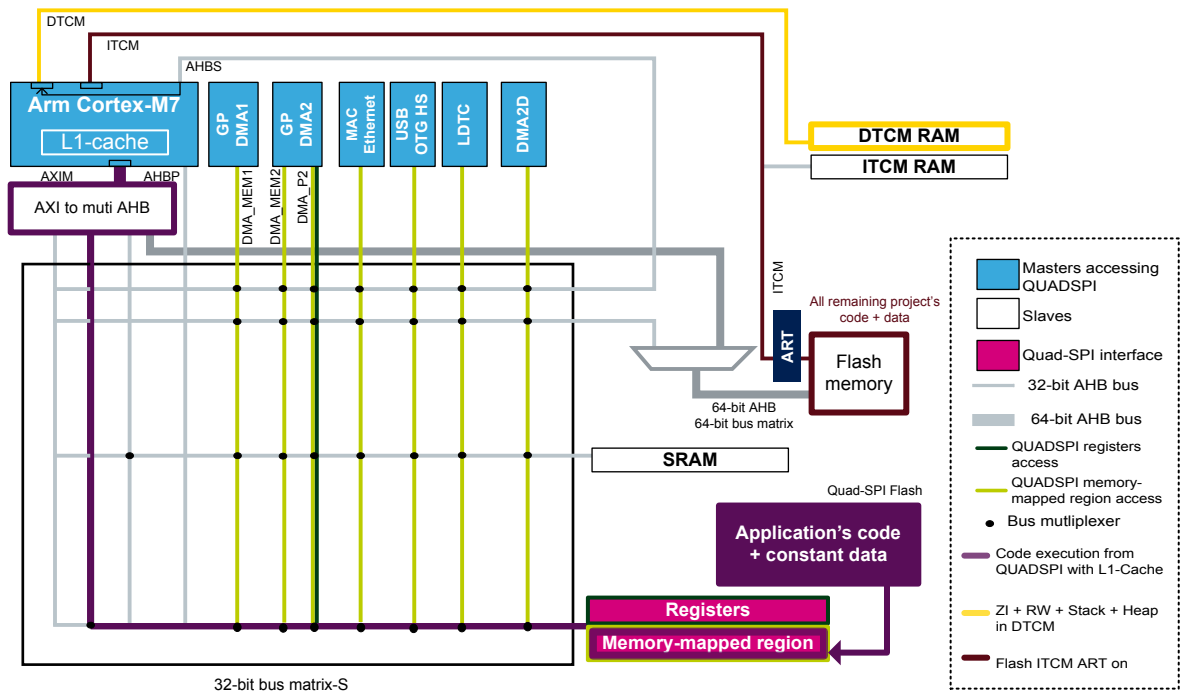 DTCM
ITCM
AHBS
Arm Cortex-M7
L1-cache
GP
DMA1
GP
DMA2
MAC
Ethernet
USB
OTG HS
LDTC
DMA2D
DTCM RAM
ITCM RAM
AXIM
AHBP
AXI to muti AHB
DMA_MEM1
DMA_MEM2
DMA_P2
ITCM
All remaining project's
code + data
ART
Flash
memory
64-bit AHB
64-bit bus matrix
SRAM
Quad-SPI Flash
Application's code
+ constant data
Registers
Memory-mapped region
32-bit bus matrix-S
Masters accessing
QUADSPI
Slaves
Quad-SPI interface
32-bit AHB bus
64-bit AHB bus
QUADSPI registers
access
QUADSPI memory-
mapped region access
Bus mutliplexer
Code execution from
QUADSPI with L1-Cache
ZI + RW + Stack + Heap
in DTCM
Flash ITCM ART on